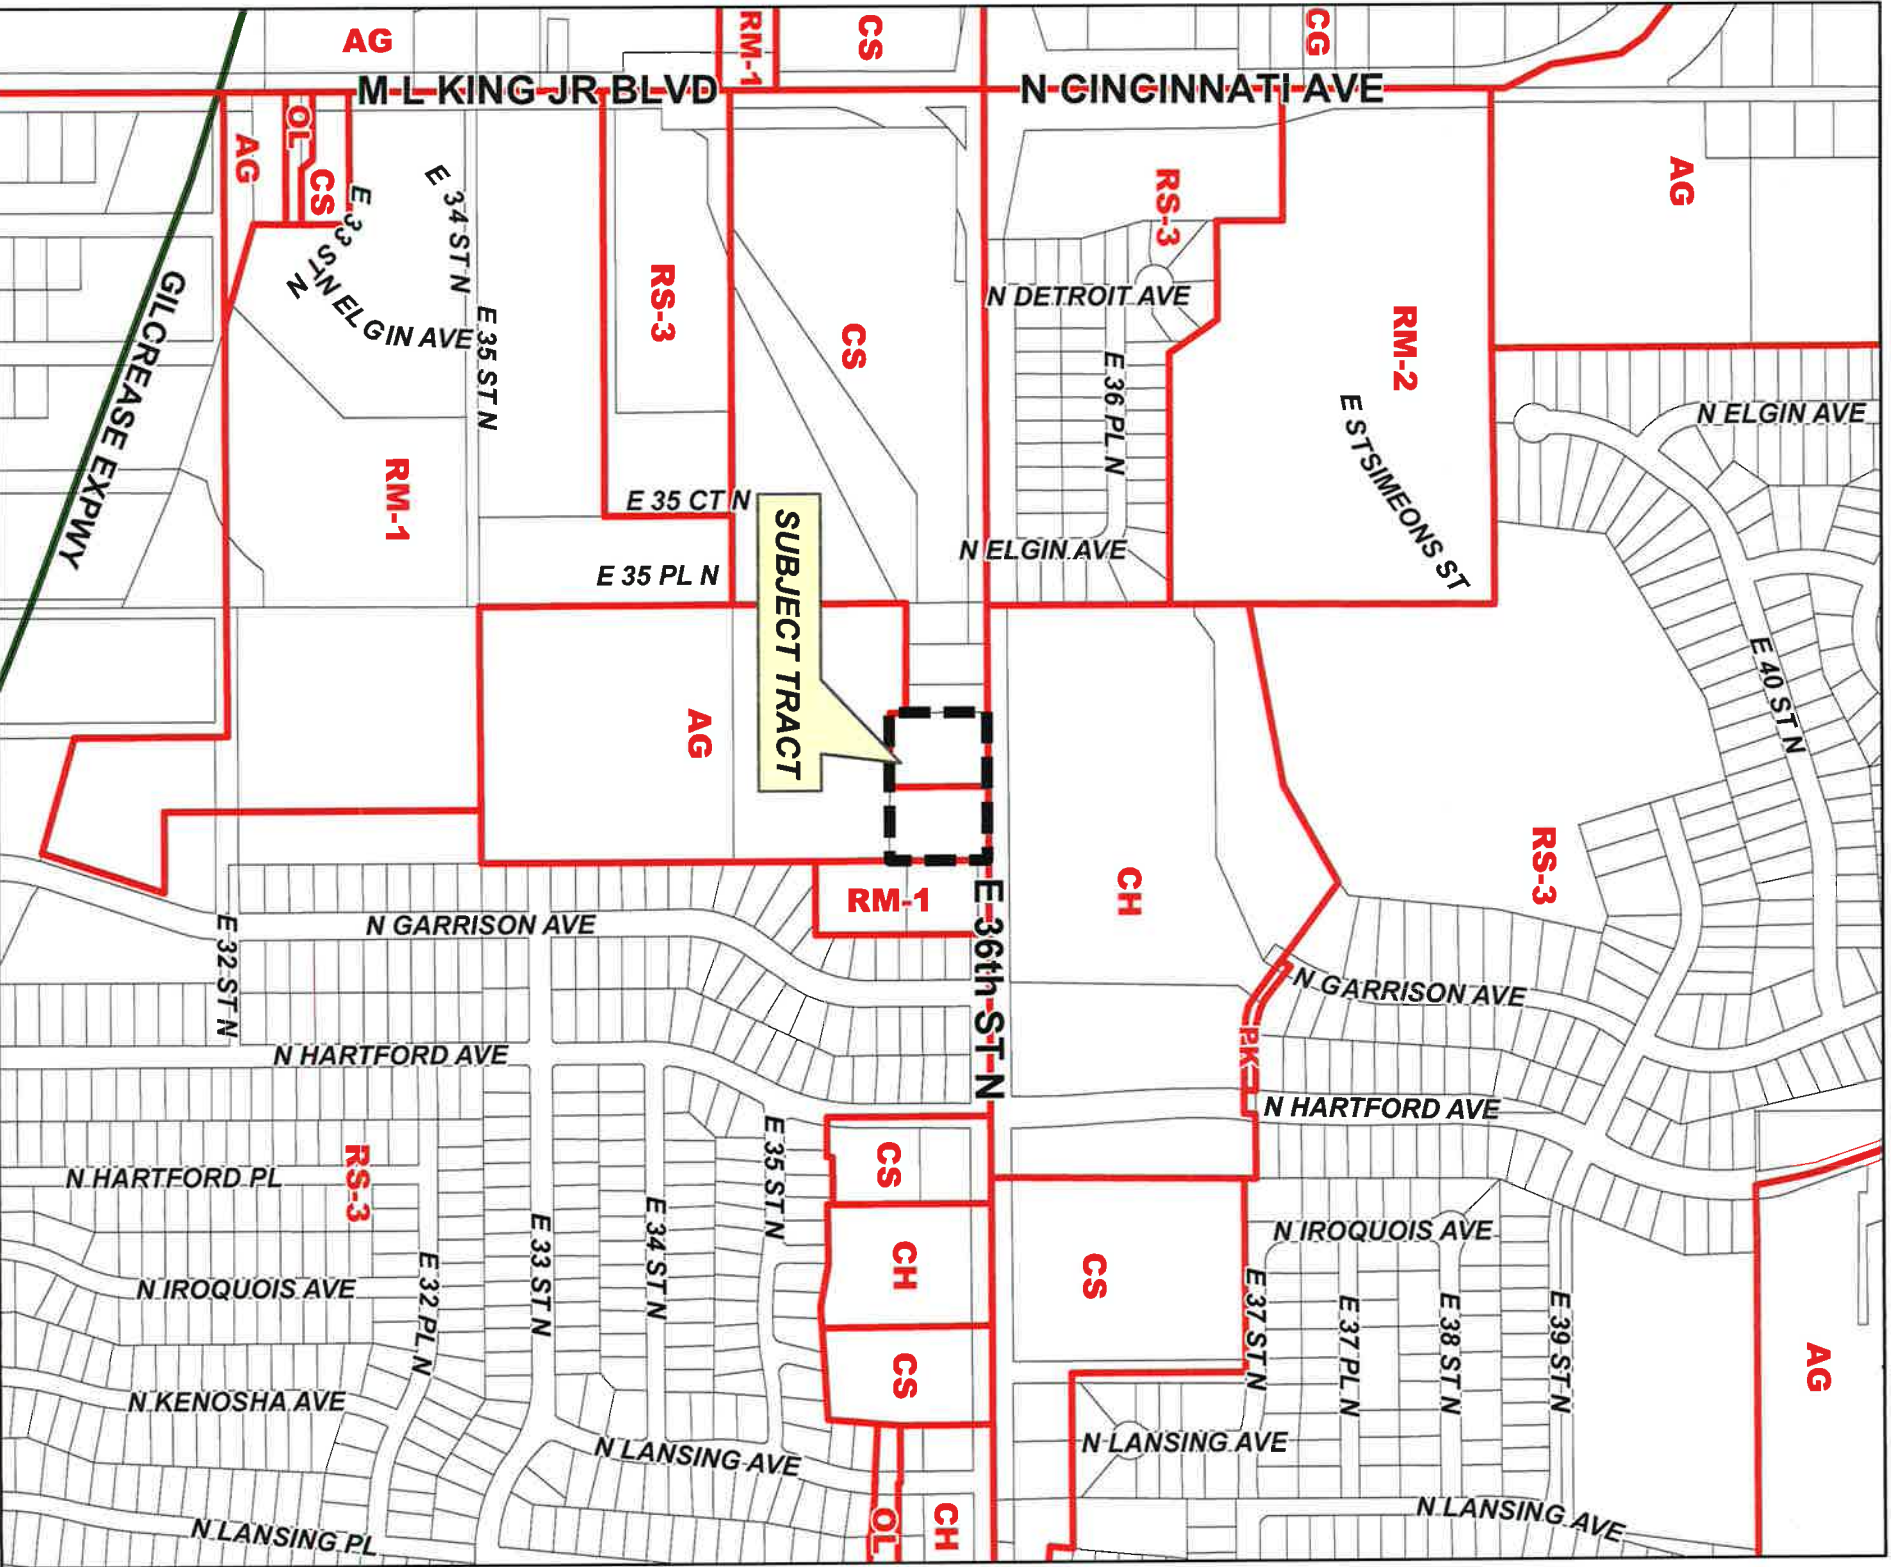 AG
RM-1
CS
CG
M L KING JR BLVD
N CINCINNATI AVE
AG
OL
CS
E 33 ST N
E 34 ST N
N ELGIN AVE
E 35 ST N
RS-3
CS
RS-3
AG
N DETROIT AVE
RM-2
E 36 PL N
E ST SIMEONS ST
N ELGIN AVE
GILCREASE EXPWY
RM-1
E 35 CT N
E 35 PL N
N ELGIN AVE
SUBJECT TRACT
AG
E 40 ST N
CH
RS-3
RM-1
E 36th ST N
N GARRISON AVE
E 32 ST N
N GARRISON AVE
PK
N HARTFORD AVE
N HARTFORD AVE
E 35 ST N
CS
RS-3
N HARTFORD PL
E 34 ST N
E 33 ST N
N IROQUOIS AVE
CH
CS
N IROQUOIS AVE
E 32 PL N
E 37 ST N
E 37 PL N
E 38 ST N
E 39 ST N
AG
CS
N KENOSHA AVE
N LANSING AVE
N LANSING AVE
OL
CH
N LANSING AVE
N LANSING PL